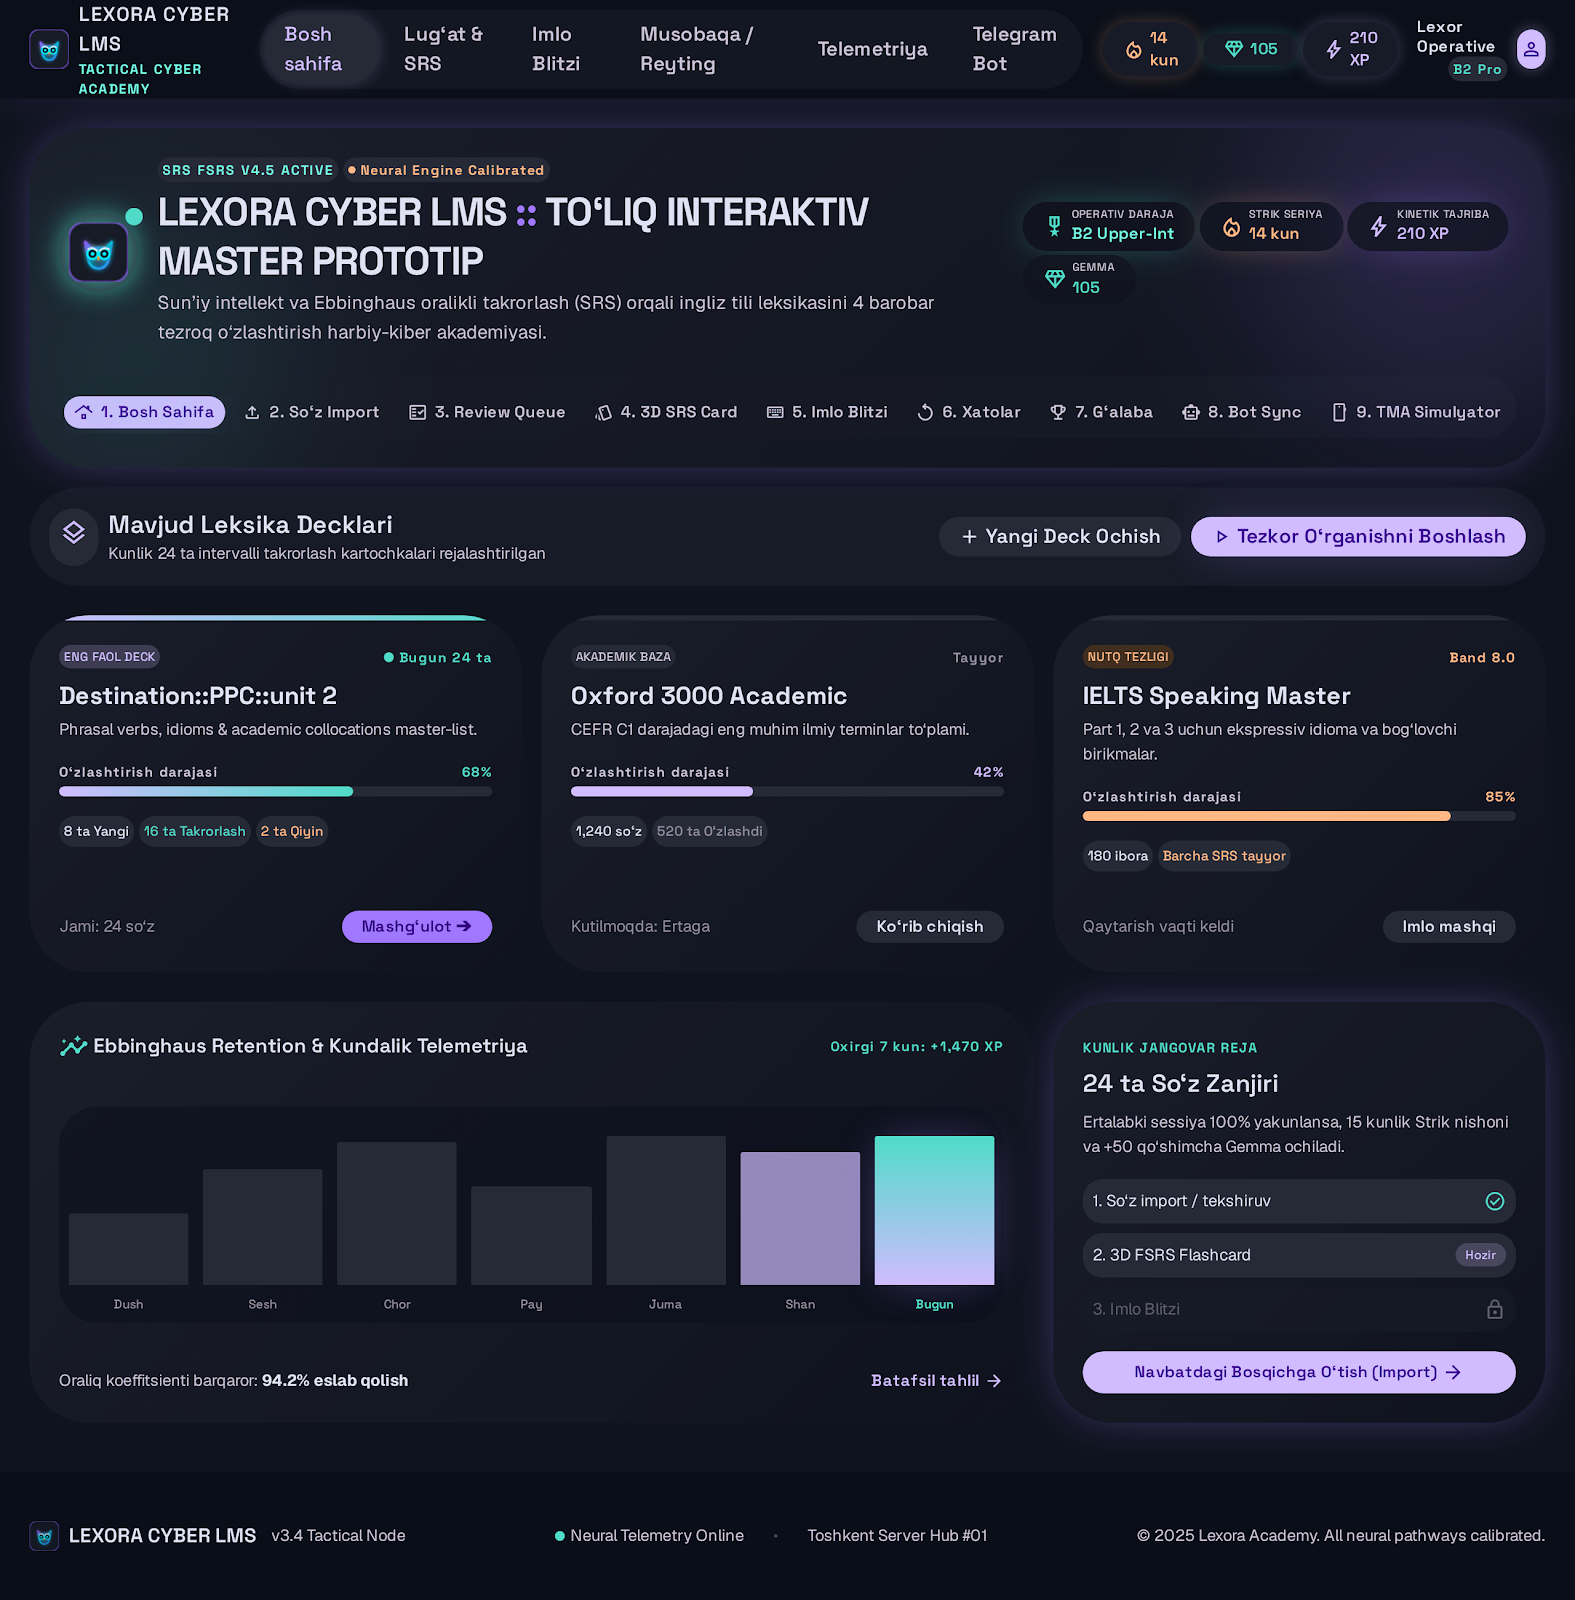 LEXORA CYBER
LMS
TACTICAL CYBER
ACADEMY
Bosh
sahifa
Lug‘at &
SRS
Imlo
Blitzi
Musobaqa /
Reyting
Telemetriya
Telegram
Bot
14
kun
105
210
XP
Lexor
Operative
B2 Pro
SRS FSRS V4.5 ACTIVE
Neural Engine Calibrated
LEXORA CYBER LMS :: TO‘LIQ INTERAKTIV
MASTER PROTOTIP
Sun’iy intellekt va Ebbinghaus oralikli takrorlash (SRS) orqali ingliz tili leksikasini 4 barobar
tezroq o‘zlashtirish harbiy-kiber akademiyasi.
OPERATIV DARAJA
B2 Upper-Int
STRIK SERIYA
14 kun
KINETIK TAJRIBA
210 XP
GEMMA
105
1. Bosh Sahifa
2. So‘z Import
3. Review Queue
4. 3D SRS Card
5. Imlo Blitzi
6. Xatolar
7. G‘alaba
8. Bot Sync
9. TMA Simulyator
Mavjud Leksika Decklari
Kunlik 24 ta intervalli takrorlash kartochkalari rejalashtirilgan
+ Yangi Deck Ochish
Tezkor O‘rganishni Boshlash
ENG FAOL DECK
Bugun 24 ta
Destination::PPC::unit 2
Phrasal verbs, idioms & academic collocations master-list.
O‘zlashtirish darajasi
68%
8 ta Yangi
16 ta Takrorlash
2 ta Qiyin
Jami: 24 so‘z
Mashg‘ulot →
AKADEMIK BAZA
Tayyor
Oxford 3000 Academic
CEFR C1 darajadagi eng muhim ilmiy terminlar to‘plami.
O‘zlashtirish darajasi
42%
1,240 so‘z
520 ta O‘zlashdi
Kutilmoqda: Ertaga
Ko‘rib chiqish
NUTQ TEZLIGI
Band 8.0
IELTS Speaking Master
Part 1, 2 va 3 uchun ekspressiv idioma va bog‘lovchi
birikmalar.
O‘zlashtirish darajasi
85%
180 ibora
Barcha SRS tayyor
Qaytarish vaqti keldi
Imlo mashqi
Ebbinghaus Retention & Kundalik Telemetriya
Oxirgi 7 kun: +1,470 XP
Dush
Sesh
Chor
Pay
Juma
Shan
Bugun
Oraliq koeffitsienti barqaror: 94.2% eslab qolish
Batafsil tahlil →
KUNLIK JANGOVAR REJA
24 ta So‘z Zanjiri
Ertalabki sessiya 100% yakunlansa, 15 kunlik Strik nishoni
va +50 qo‘shimcha Gemma ochiladi.
1. So‘z import / tekshiruv
2. 3D FSRS Flashcard
Hozir
3. Imlo Blitzi
Navbatdagi Bosqichga O‘tish (Import) →
LEXORA CYBER LMS
v3.4 Tactical Node
Neural Telemetry Online
•
Toshkent Server Hub #01
© 2025 Lexora Academy. All neural pathways calibrated.